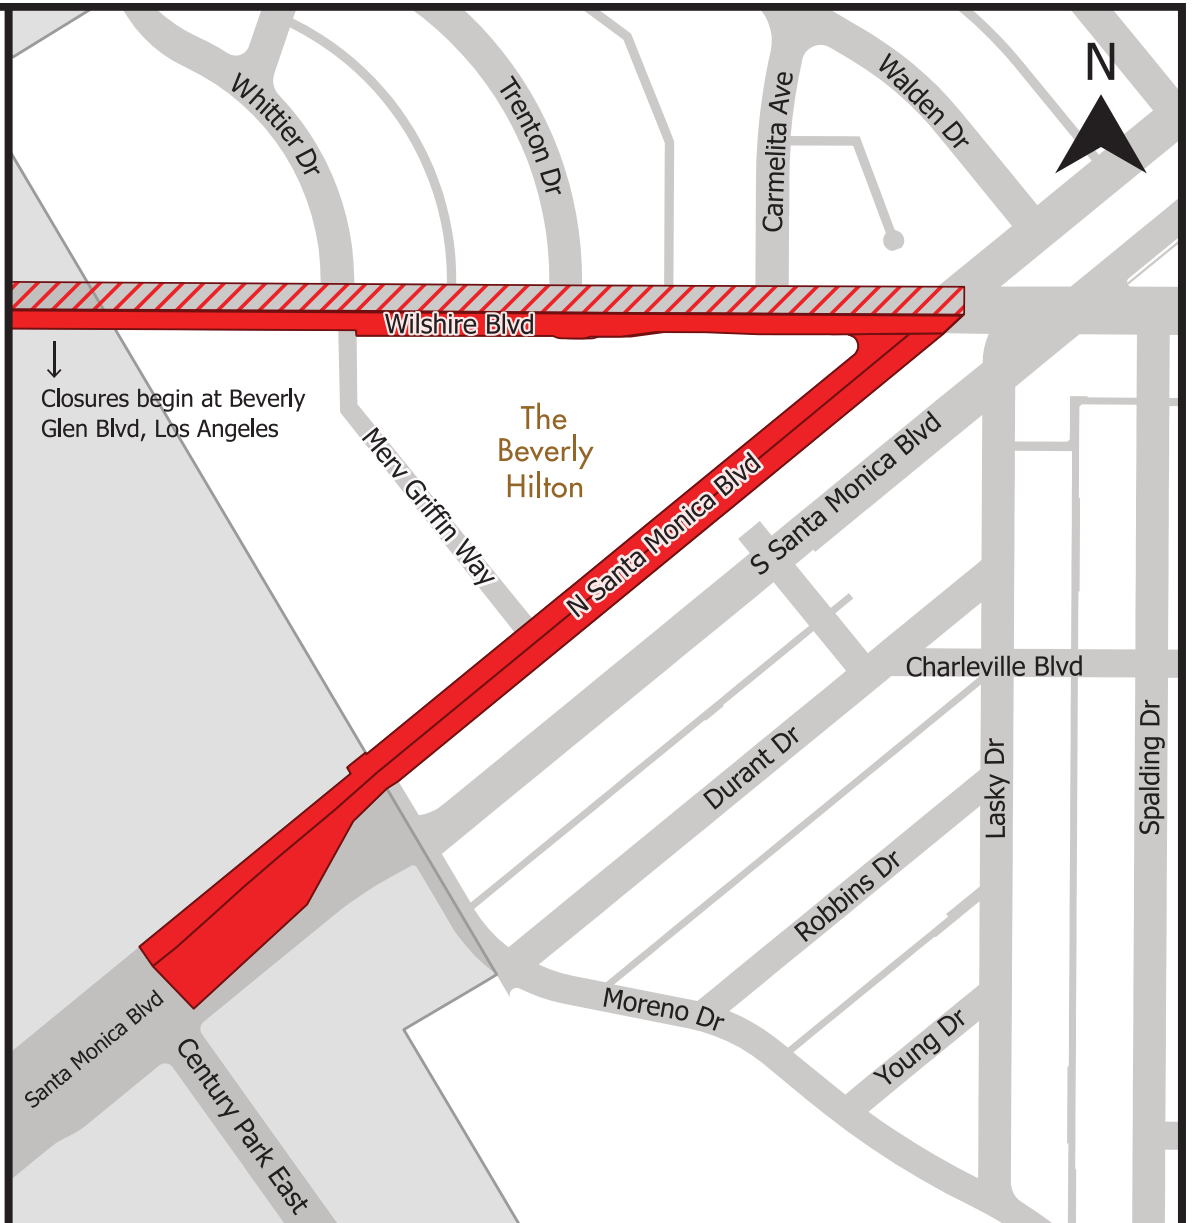 N
Whittier Dr
Trenton Dr
Carmelita Ave
Walden Dr
Wilshire Blvd
Closures begin at Beverly
Glen Blvd, Los Angeles
The
Beverly
Hilton
Merv Griffin Way
N Santa Monica Blvd
S Santa Monica Blvd
Charleville Blvd
Durant Dr
Lasky Dr
Spalding Dr
Robbins Dr
Moreno Dr
Young Dr
Santa Monica Blvd
Century Park East